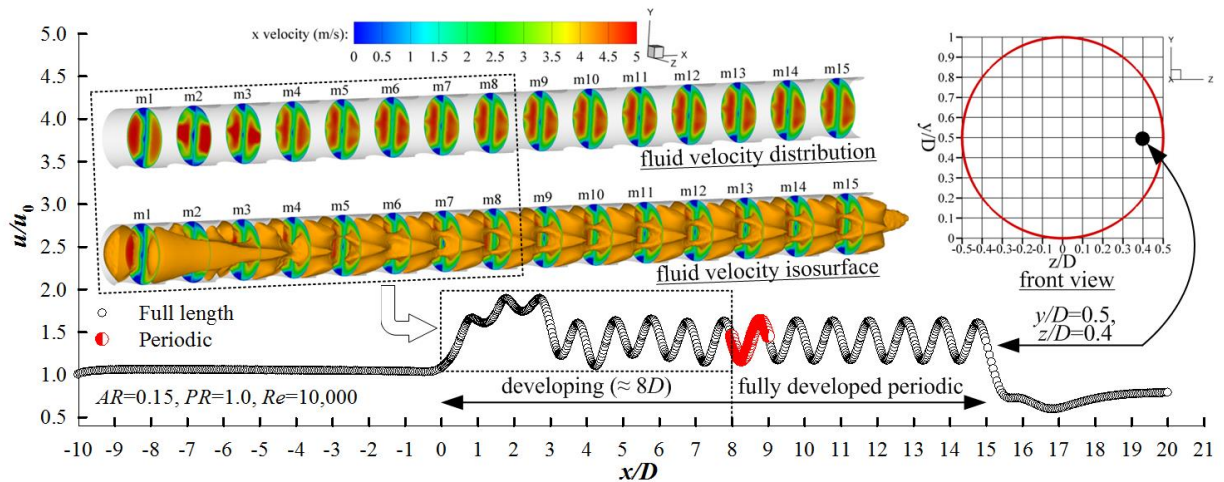 x velocity (m/s):
0 0.5 1 1.5 2 2.5 3 3.5 4 4.5 5
Y
X
Z
m1 m2 m3 m4 m5 m6 m7 m8 m9 m10 m11 m12 m13 m14 m15
fluid velocity distribution
m1 m2 m3 m4 m5 m6 m7 m8 m9 m10 m11 m12 m13 m14 m15
fluid velocity isosurface
5.0
4.5
4.0
3.5
3.0
2.5
2.0
1.5
1.0
0.5
u/u0
Full length
Periodic
AR=0.15, PR=1.0, Re=10,000
developing (≈ 8D)
fully developed periodic
-10 -9 -8 -7 -6 -5 -4 -3 -2 -1 0 1 2 3 4 5 6 7 8 9 10 11 12 13 14 15 16 17 18 19 20 21
x/D
1
0.9
0.8
0.7
0.6
0.5
0.4
0.3
0.2
0.1
0
y/D
-0.5 -0.4 -0.3 -0.2 -0.1 0 0.1 0.2 0.3 0.4 0.5
z/D
Y
X
Z
front view
y/D=0.5,
z/D=0.4